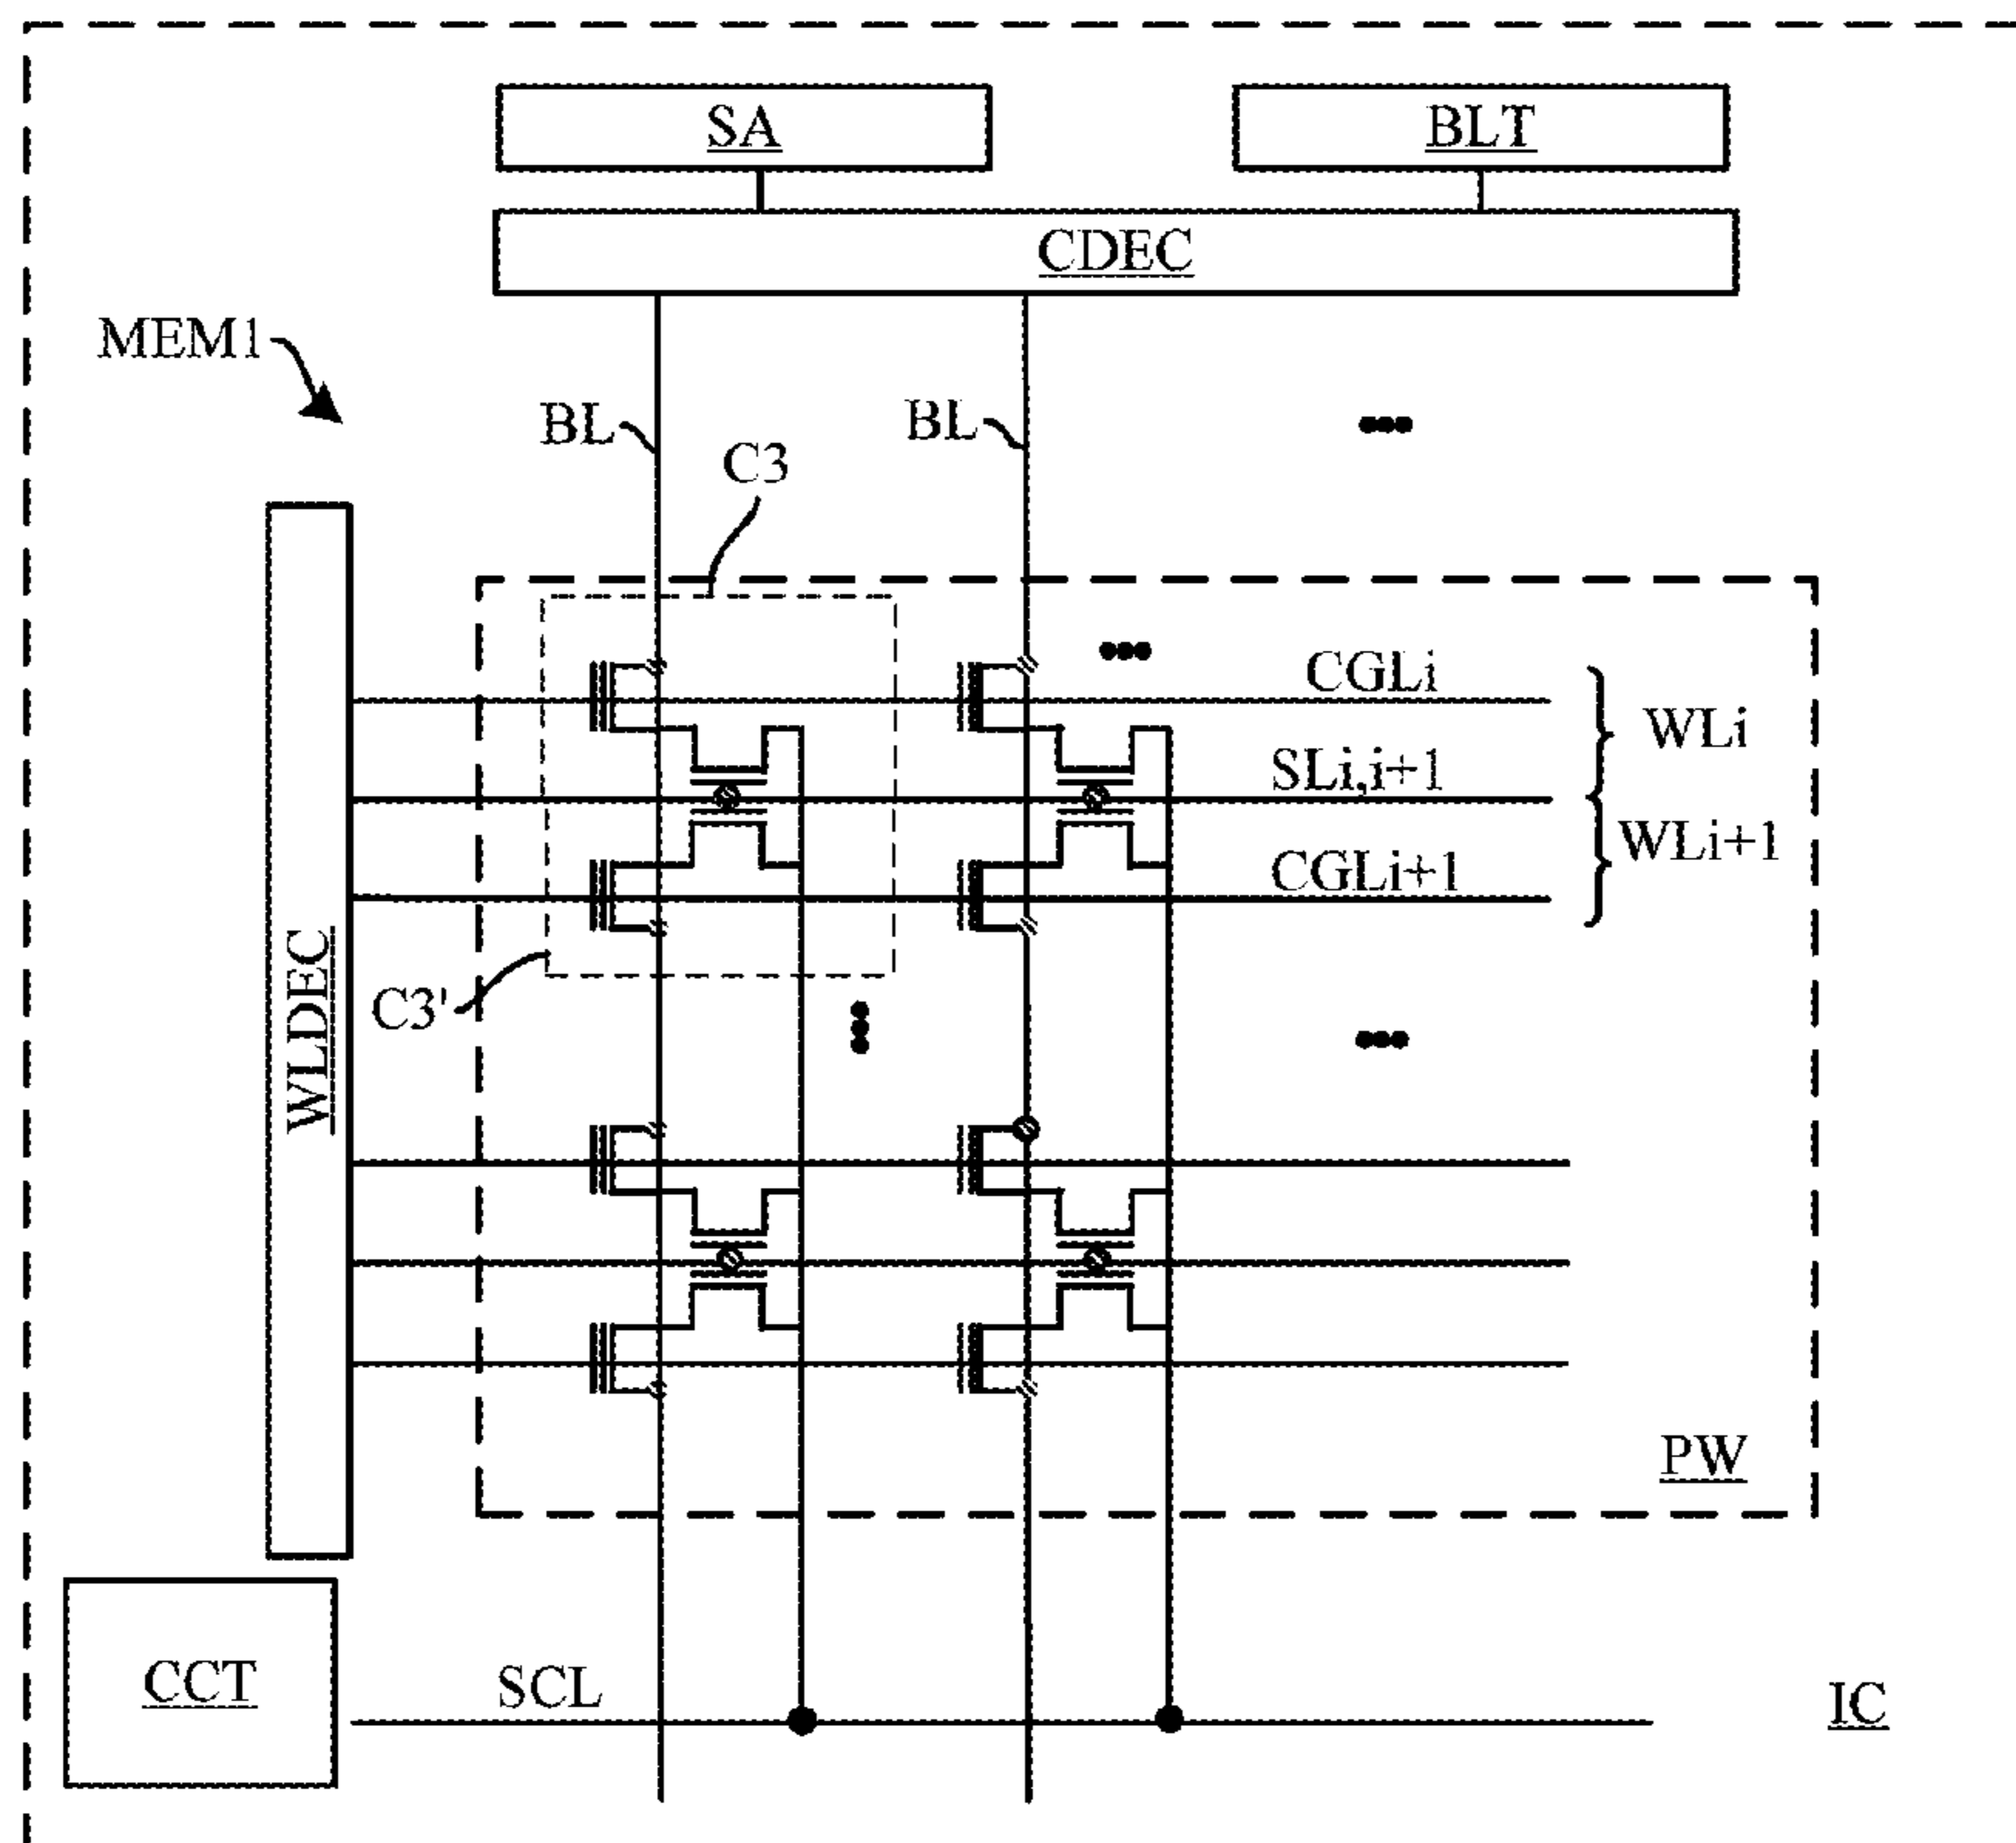 SA
BLT
CDEC
MEM1
BL
BL
C3
CGLi
WLi
SLi,i+1
WLi+1
CGLi+1
WLDEC
C3'
PW
CCT
SCL
IC